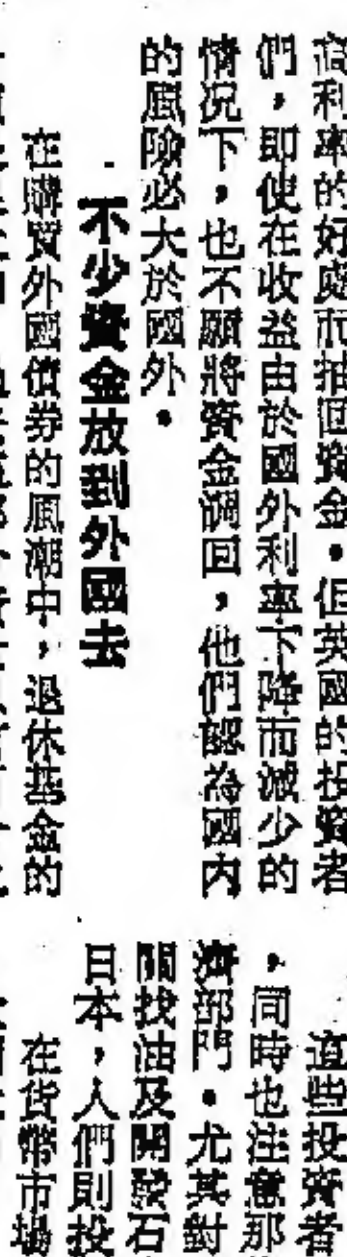 高利率的好處而抽回資金。但英國的投資者
們，即使在收益由於國外利率下降而減少的
情況下，也不願將資金調回，他們認為國內
的風險必大於國外。
不少資金放到外國去
在購買外國債券的風潮中，退休基金的
這些投資者
，同時也注意那
濟部門。尤其對
關找油及開發石
日本，人們則投
在貨幣市場